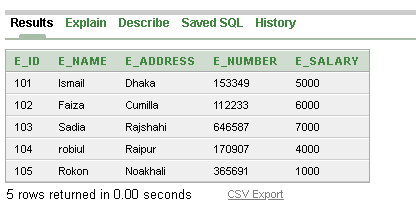 Results Explain Describe Saved SQL History
E_ID E_NAME E_ADDRESS E_NUMBER E_SALARY
101 Ismail Dhaka 153349 5000
102 Faiza Cumilla 112233 6000
103 Sadia Rajshahi 646587 7000
104 robiul Raipur 170907 4000
105 Rokon Noakhali 365691 1000
5 rows returned in 0.00 seconds CSV Export